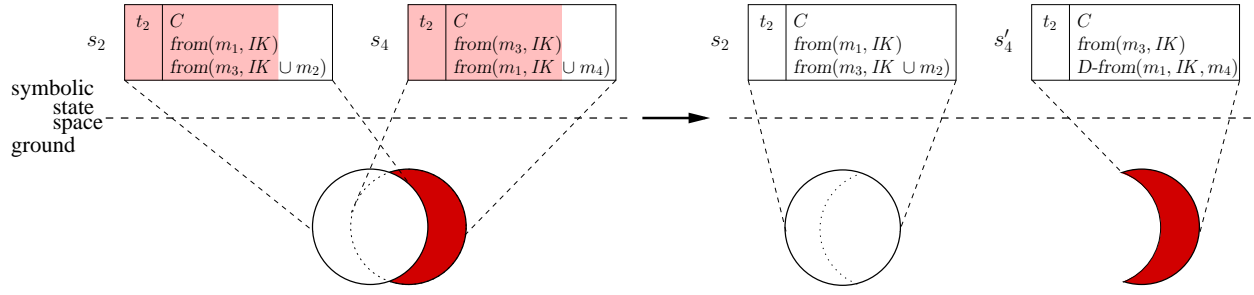 s₂ t₂ C
from(m₁, IK)
from(m₃, IK ∪ m₂)
s₄ t₂ C
from(m₃, IK)
from(m₁, IK ∪ m₄)
s₂ C
from(m₁, IK)
from(m₃, IK ∪ m₂)
s₄′ t₂ C
from(m₃, IK)
D-from(m₁, IK, m₄)
t₂
symbolic
state
space
ground